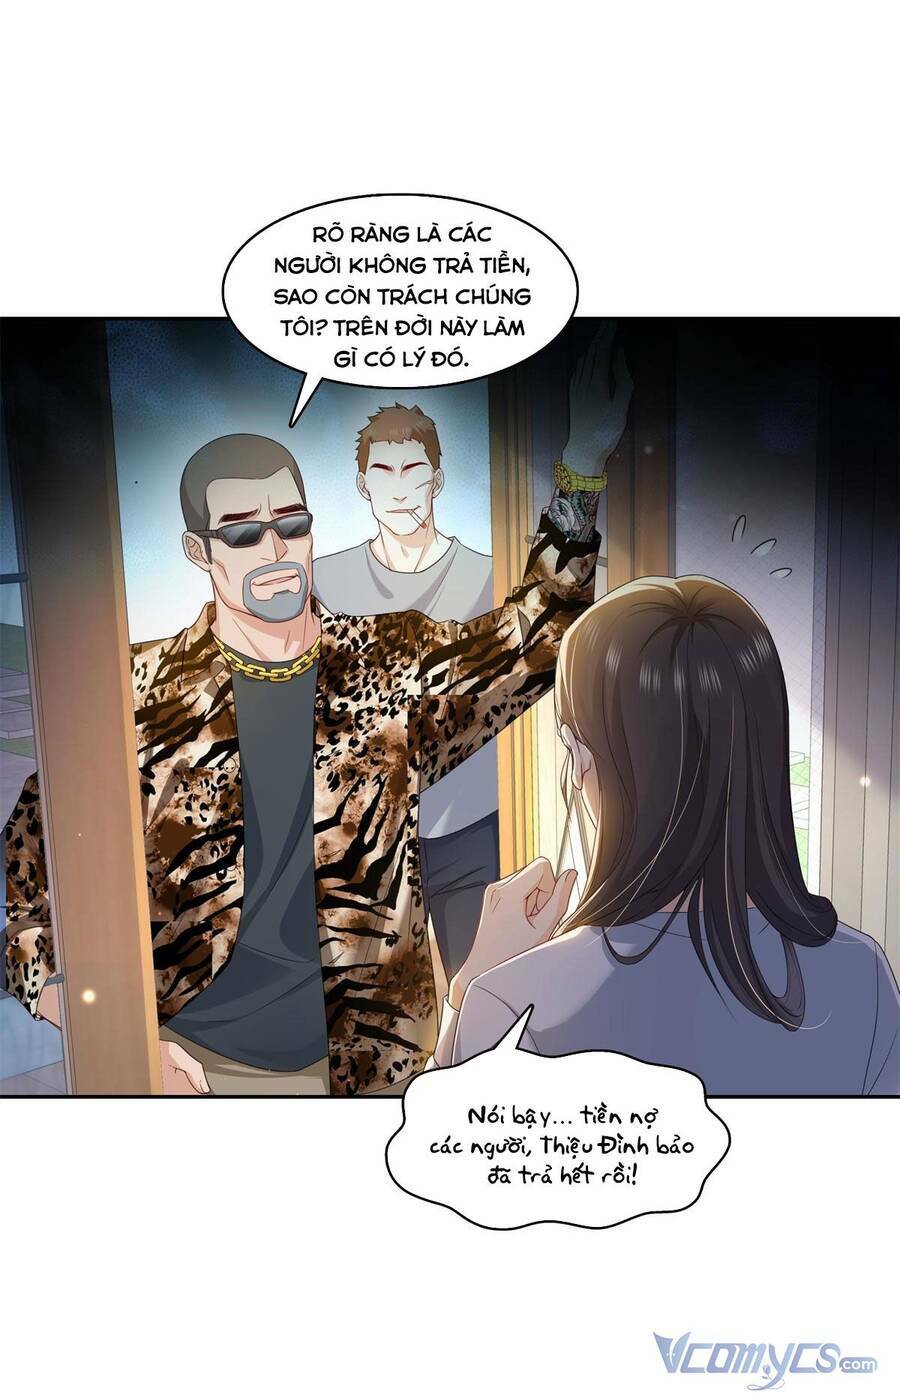 RÕ RÀNG LÀ CÁC
NGƯỜI KHÔNG TRẢ TIỀN,
SAO CÒN TRÁCH CHÚNG
TÔI? TRÊN ĐỜI NÀY LÀM
GÌ CÓ LÝ ĐÓ.
Nói bậy... tiền nợ
các người, Thiệu Đình bảo
đã trả hết rồi!
VCOMYCS.com